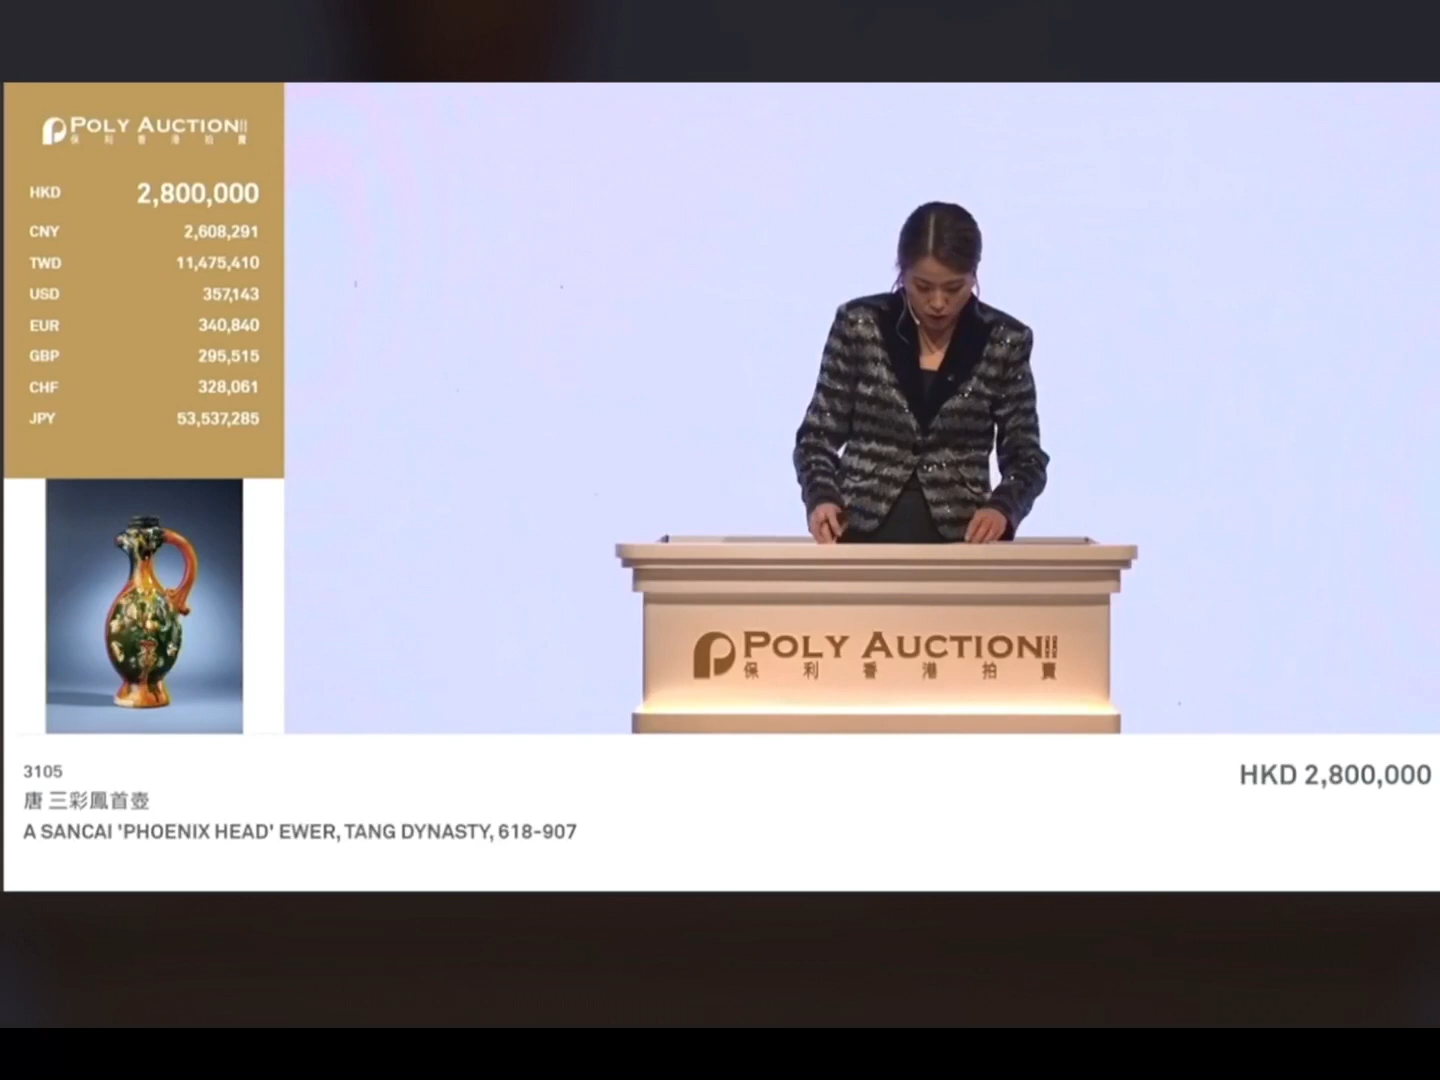 POLY AUCTION
保利香港拍賣
HKD 2,800,000
CNY 2,608,291
TWD 11,475,410
USD 357,143
EUR 340,840
GBP 295,515
CHF 328,061
JPY 53,537,285
POLY AUCTION
保利香港拍賣
3105
唐 三彩鳳首壺
A SANCAI 'PHOENIX HEAD' EWER, TANG DYNASTY, 618-907
HKD 2,800,000